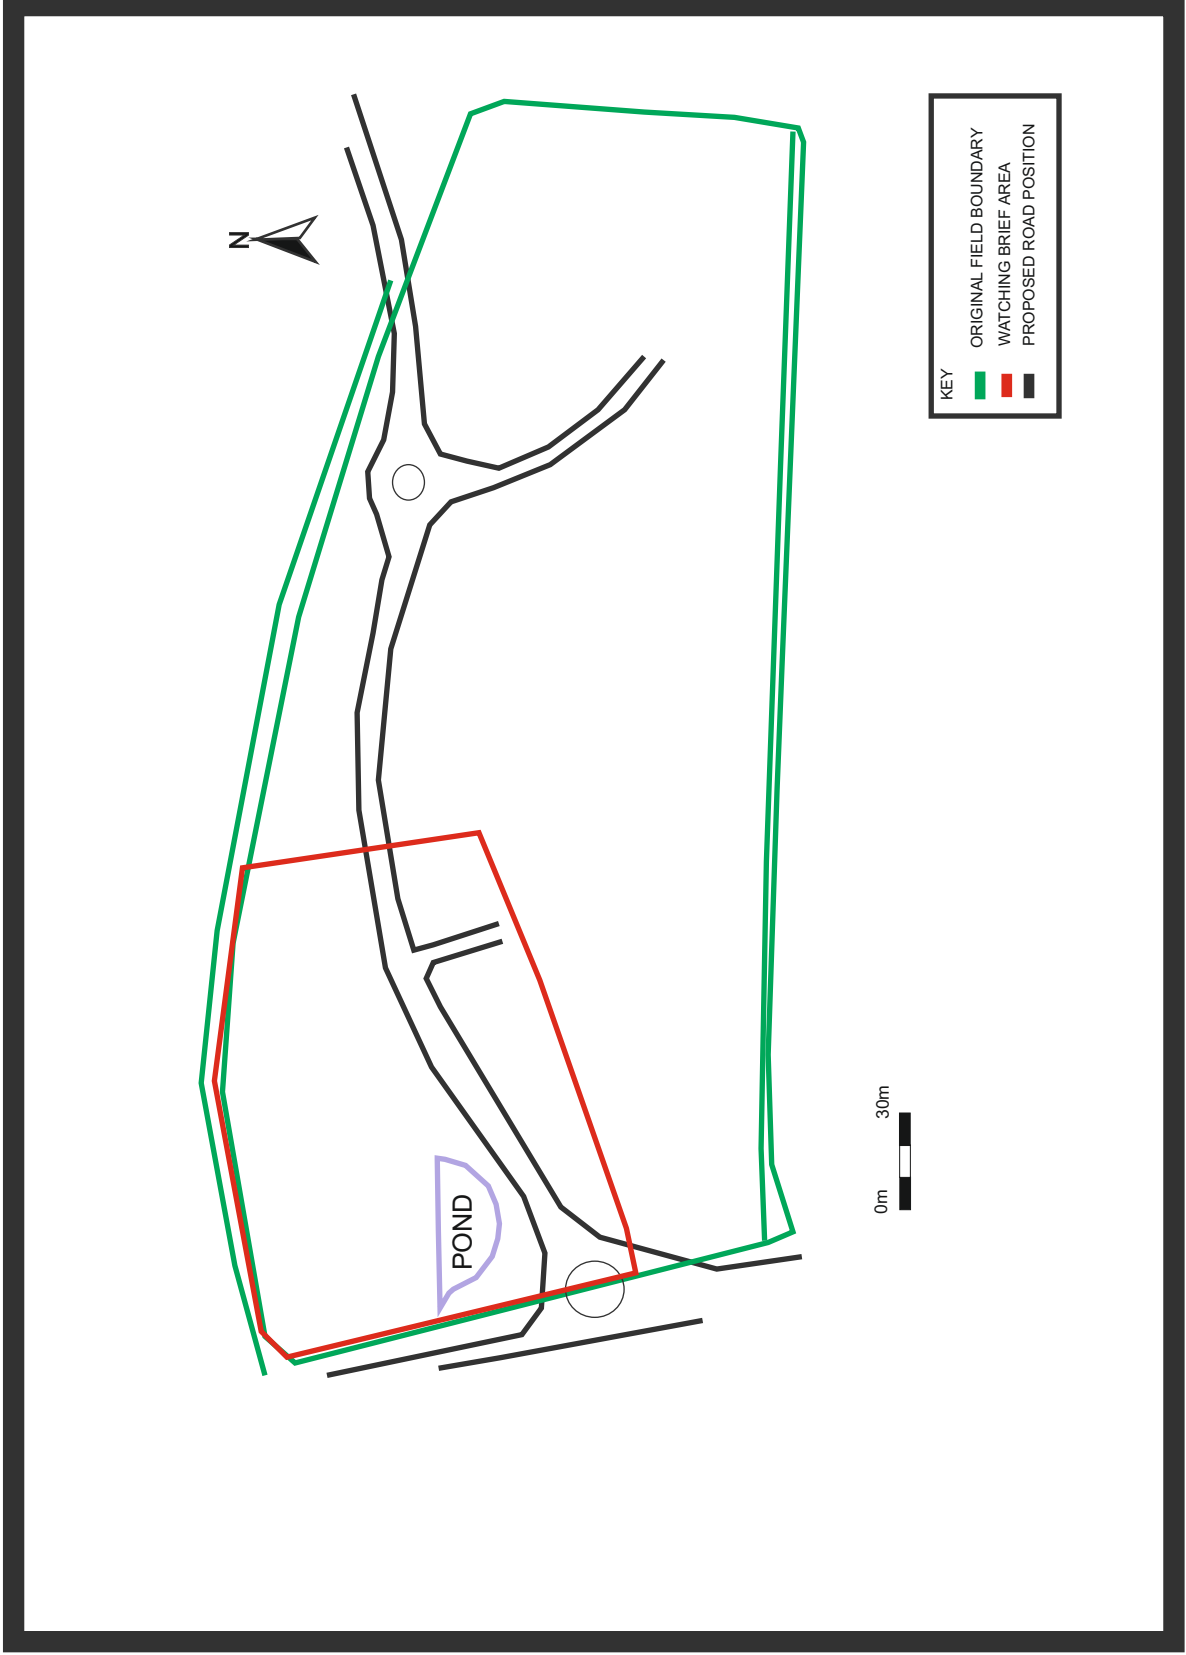 N
KEY
ORIGINAL FIELD BOUNDARY
WATCHING BRIEF AREA
PROPOSED ROAD POSITION
POND
0m 30m